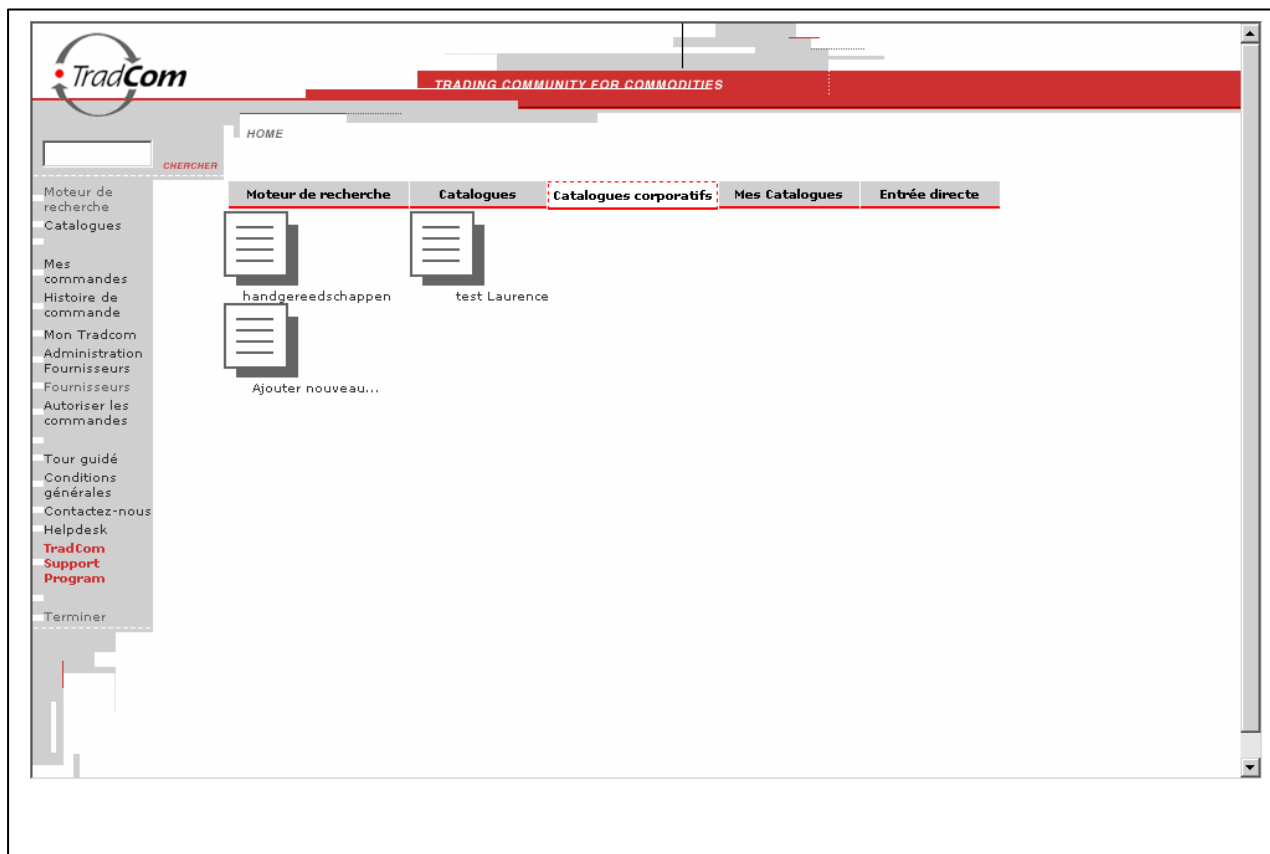 TradCom
TRADING COMMUNITY FOR COMMODITIES
HOME
CHERCHER
Moteur de recherche Catalogues Catalogues corporatifs Mes Catalogues Entrée directe
Moteur de
recherche
Catalogues
Mes
commandes
Histoire de
commande
Mon Tradcom
Administration
Fournisseurs
Fournisseurs
Autoriser les
commandes
Tour guidé
Conditions
générales
Contactez-nous
Helpdesk
TradCom
Support
Program
Terminer
handgereedschappen test Laurence
Ajouter nouveau...